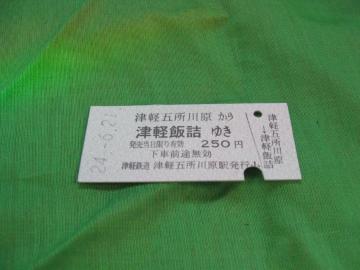 24.-6.21
津軽五所川原から
津軽飯詰 ゆき
発売当日限り有効 250円
下車前途無効
津軽鉄道 津軽五所川原駅発行
津軽五所川原
→津軽飯詰